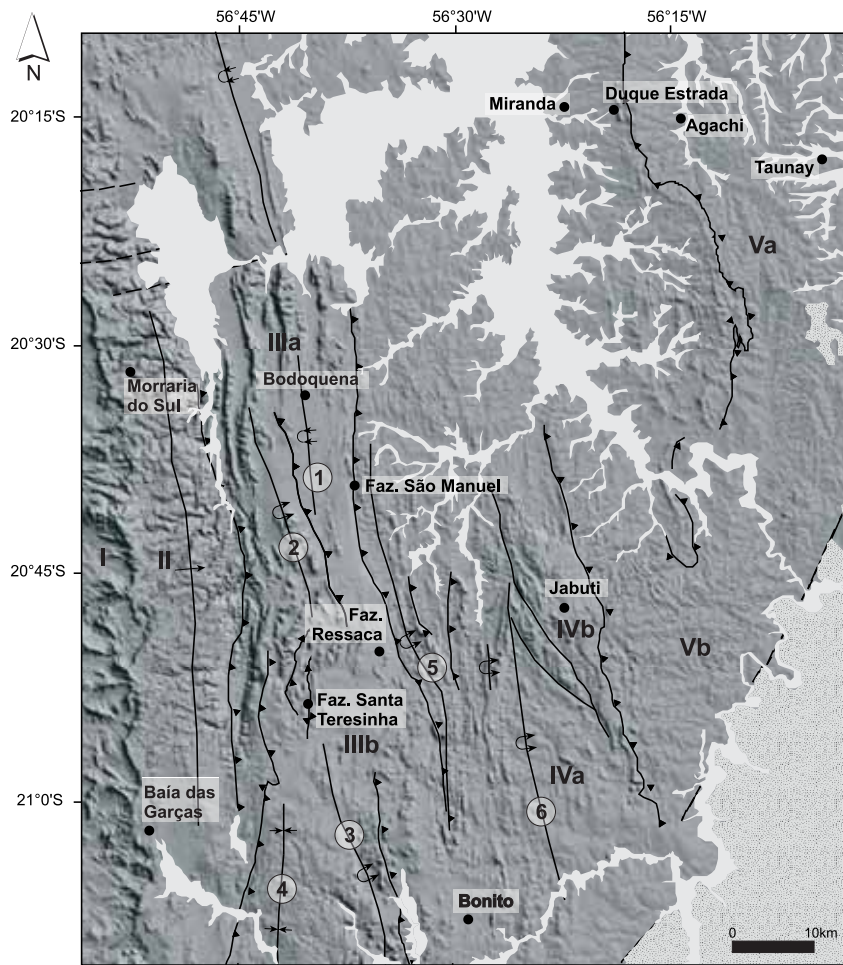 56°45'W
56°30'W
56°15'W
N
20°15'S
Miranda
Duque Estrada
Agachi
Taunay
Va
20°30'S
IIIa
Bodoquena
Morraria
do Sul
1
Faz. São Manuel
2
20°45'S
I
II
Jabuti
IVb
Faz.
Ressaca
Vb
5
Faz. Santa
Teresinha
IIIb
IVa
21°0'S
Baía das
Garças
6
3
4
Bonito
0
10km